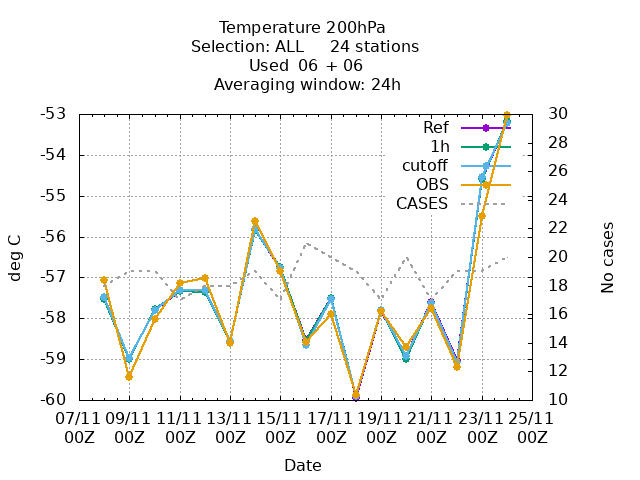 Temperature 200hPa
Selection: ALL 24 stations
Used 06 + 06
Averaging window: 24h
-53
-54
-55
-56
-57
-58
-59
-60
deg C
30
28
26
24
22
20
18
16
14
12
10
No cases
Ref
1h
cutoff
OBS
CASES
07/11 09/11 11/11 13/11 15/11 17/11 19/11 21/11 23/11 25/11
00Z 00Z 00Z 00Z 00Z 00Z 00Z 00Z 00Z 00Z
Date